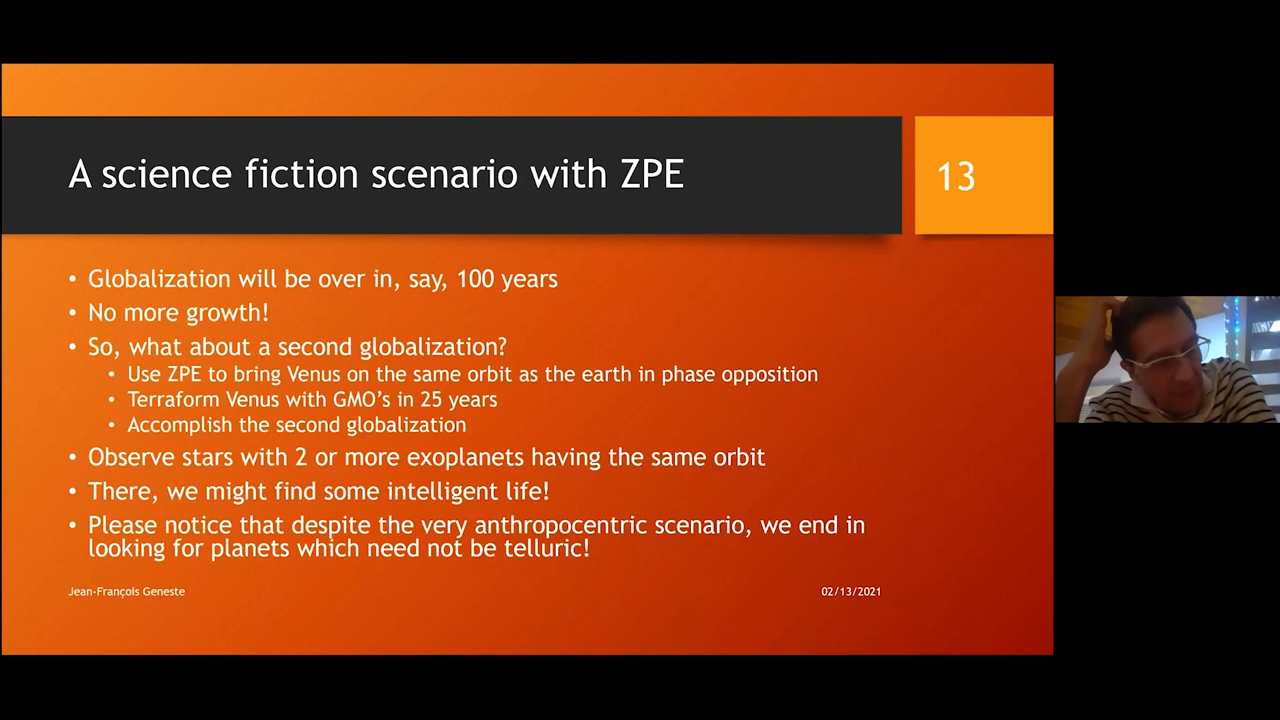 A science fiction scenario with ZPE
13
• Globalization will be over in, say, 100 years
• No more growth!
• So, what about a second globalization?
• Use ZPE to bring Venus on the same orbit as the earth in phase opposition
• Terraform Venus with GMO's in 25 years
• Accomplish the second globalization
• Observe stars with 2 or more exoplanets having the same orbit
• There, we might find some intelligent life!
• Please notice that despite the very anthropocentric scenario, we end in
looking for planets which need not be telluric!
Jean-François Geneste
02/13/2021